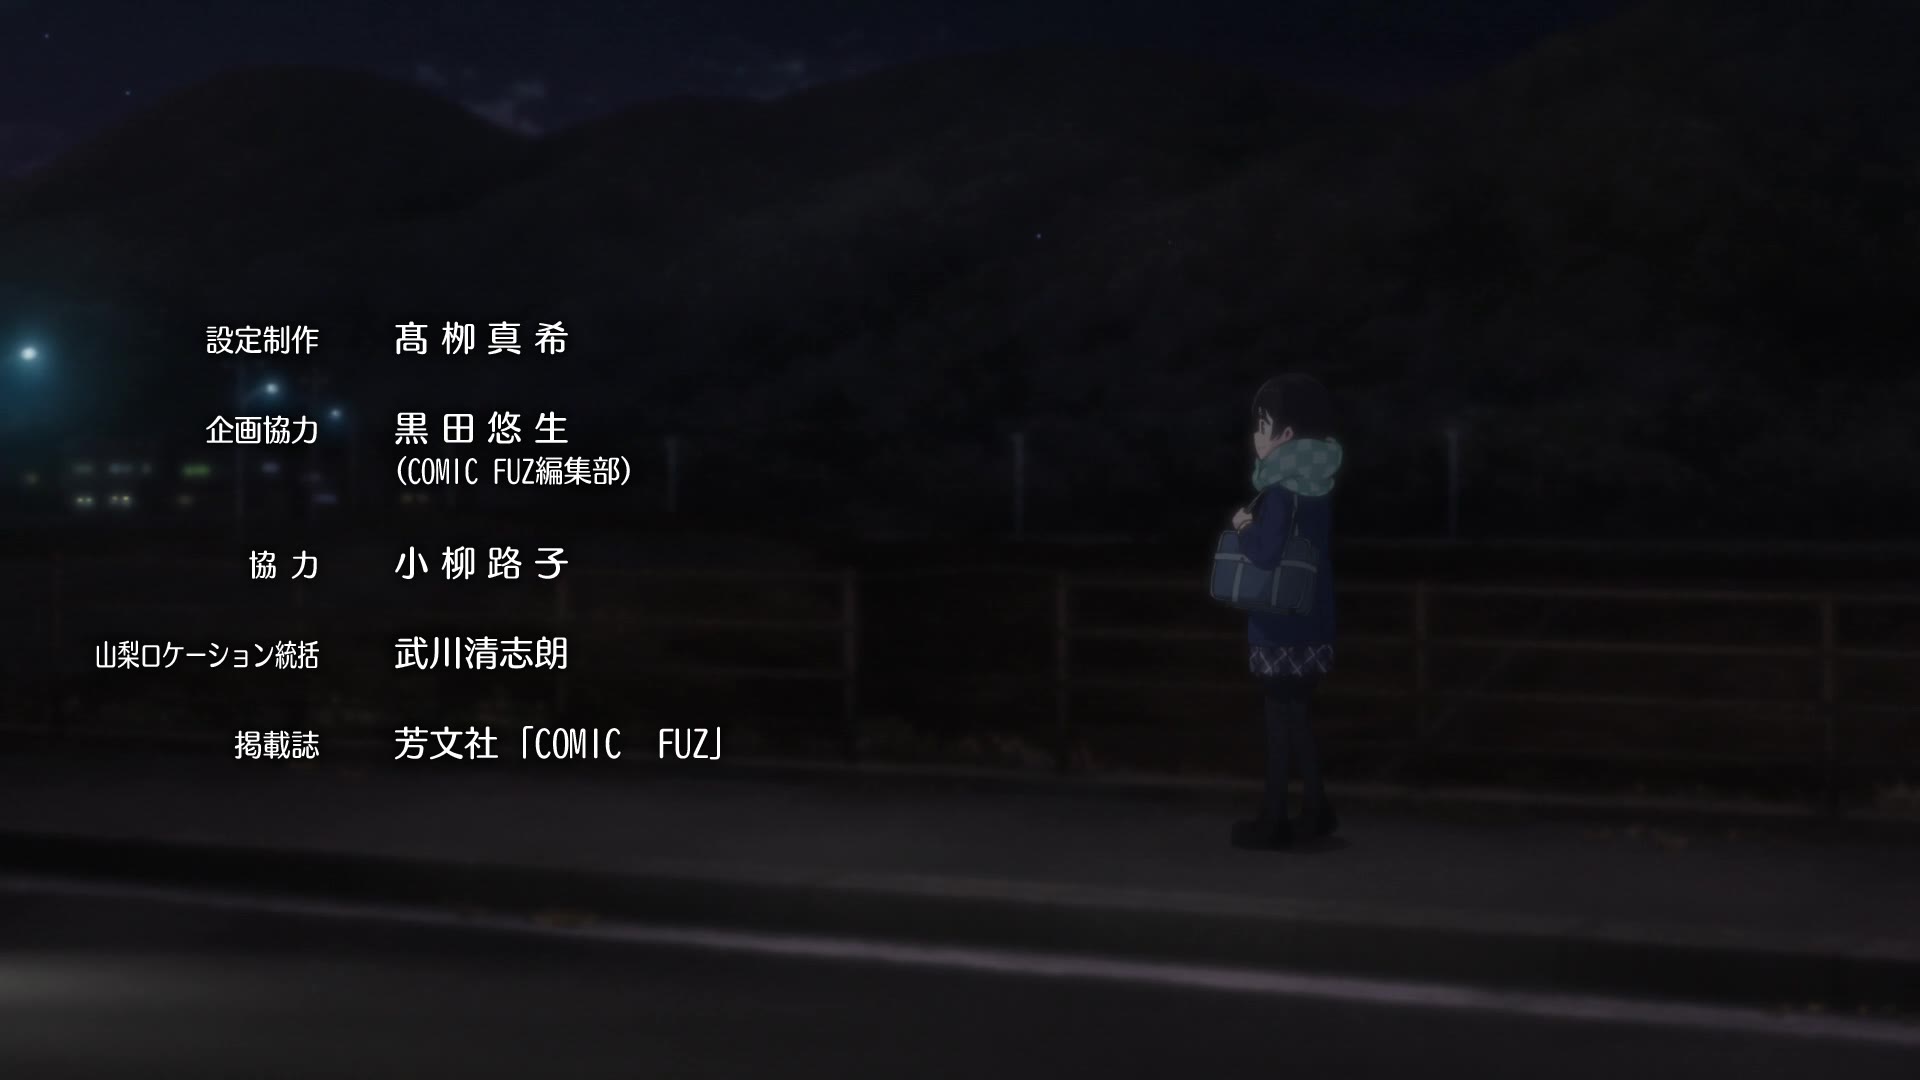 設定制作 髙栁真希
企画協力 黒田悠生
（COMIC FUZ編集部）
協力 小柳路子
山梨ロケーション統括 武川清志朗
掲載誌 芳文社「COMIC FUZ」